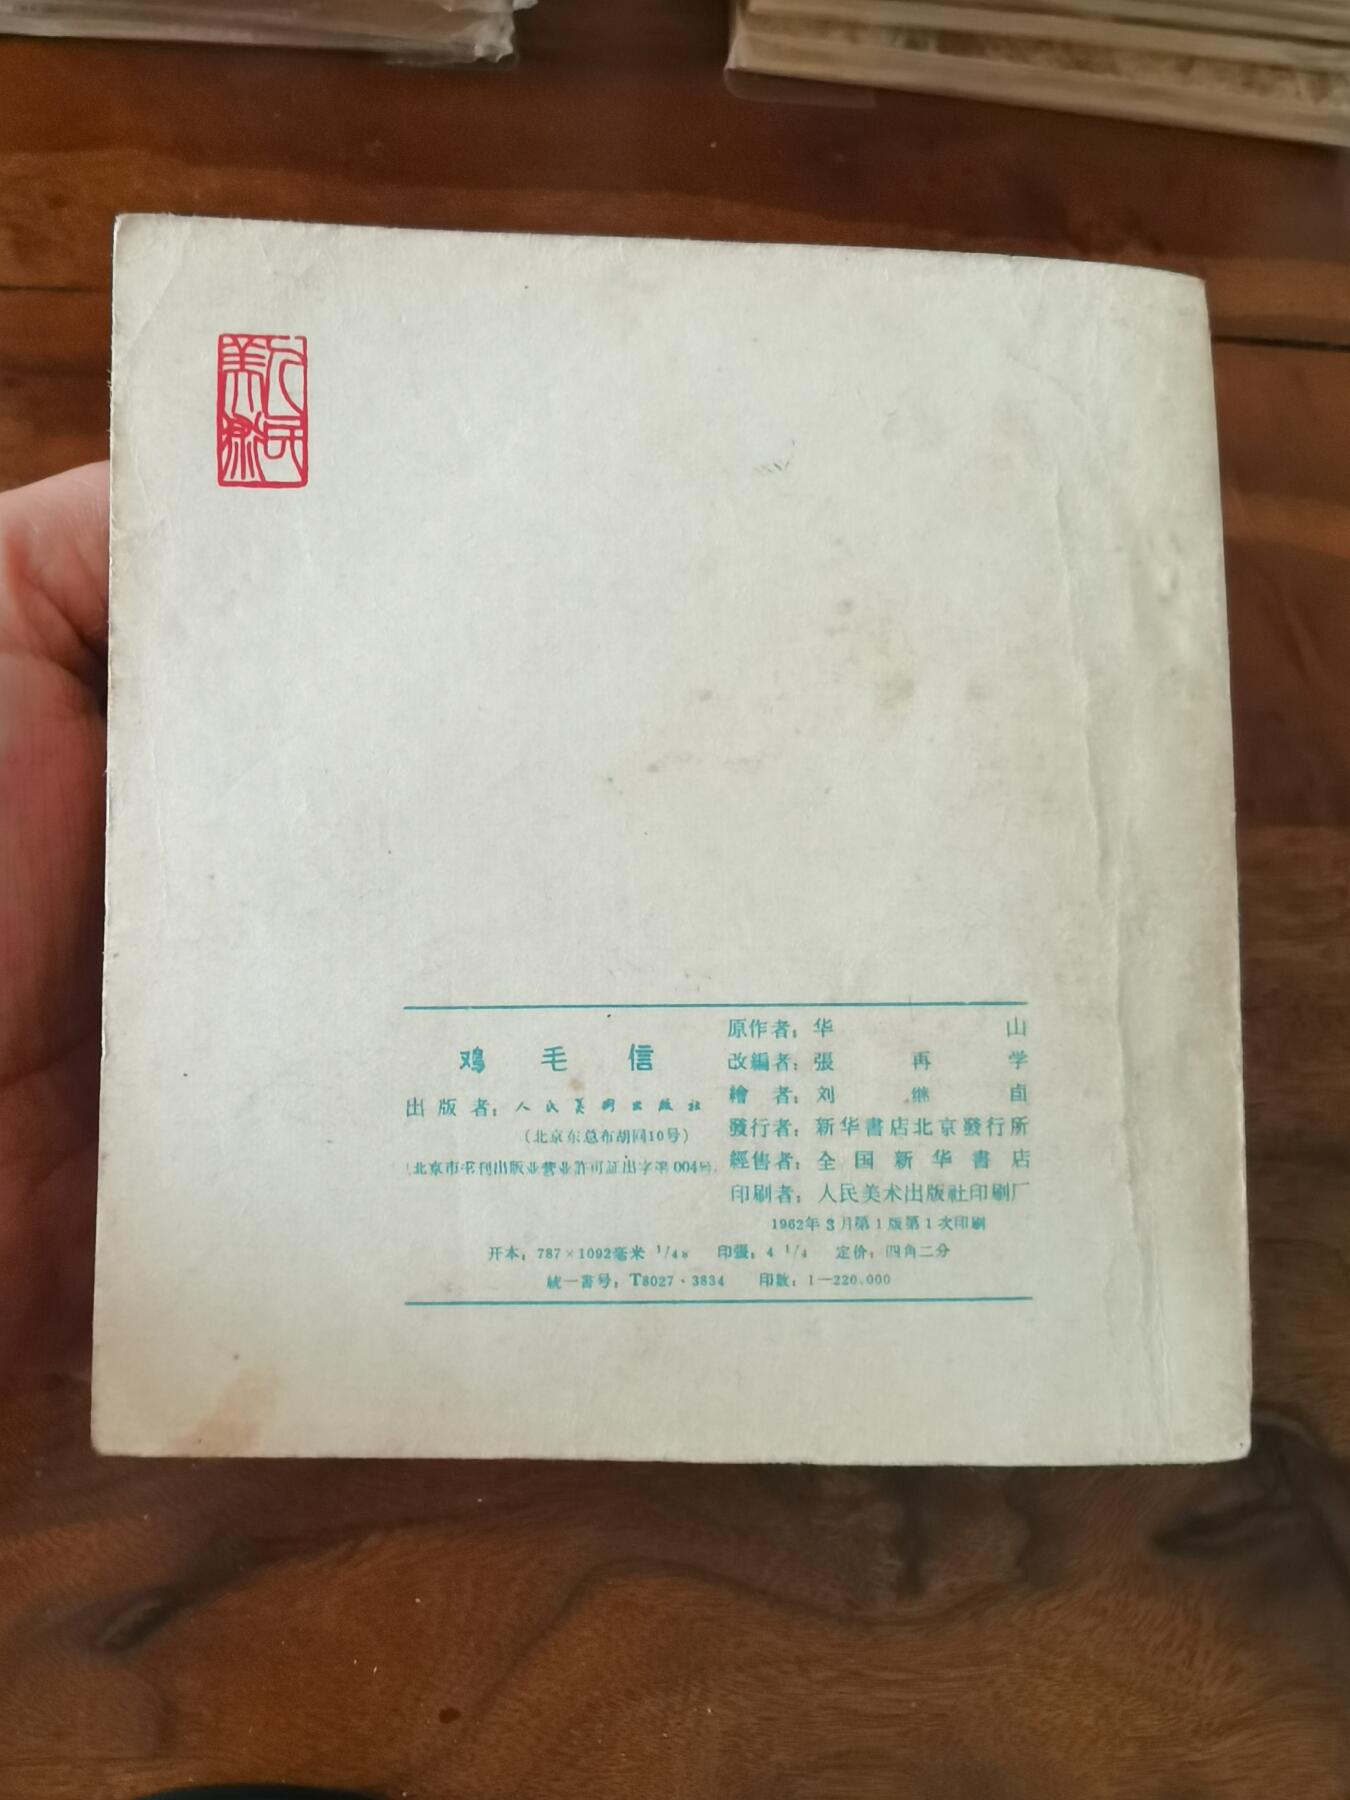 鸡毛信
出版者：人民美術出版社
(北京东总布胡同10号)
(北京市书刊出版业营业許可証出字第004号)
原作者：华山
改編者：張再学
繪者：刘继卣
發行者：新华書店北京發行所
經售者：全国新华書店
印刷者：人民美术出版社印刷厂
1962年3月第1版第1次印刷
开本：787×1092毫米 1/48 印張：4 1/4 定价：四角二分
統一書号：T8027·3834 印数：1—220,000